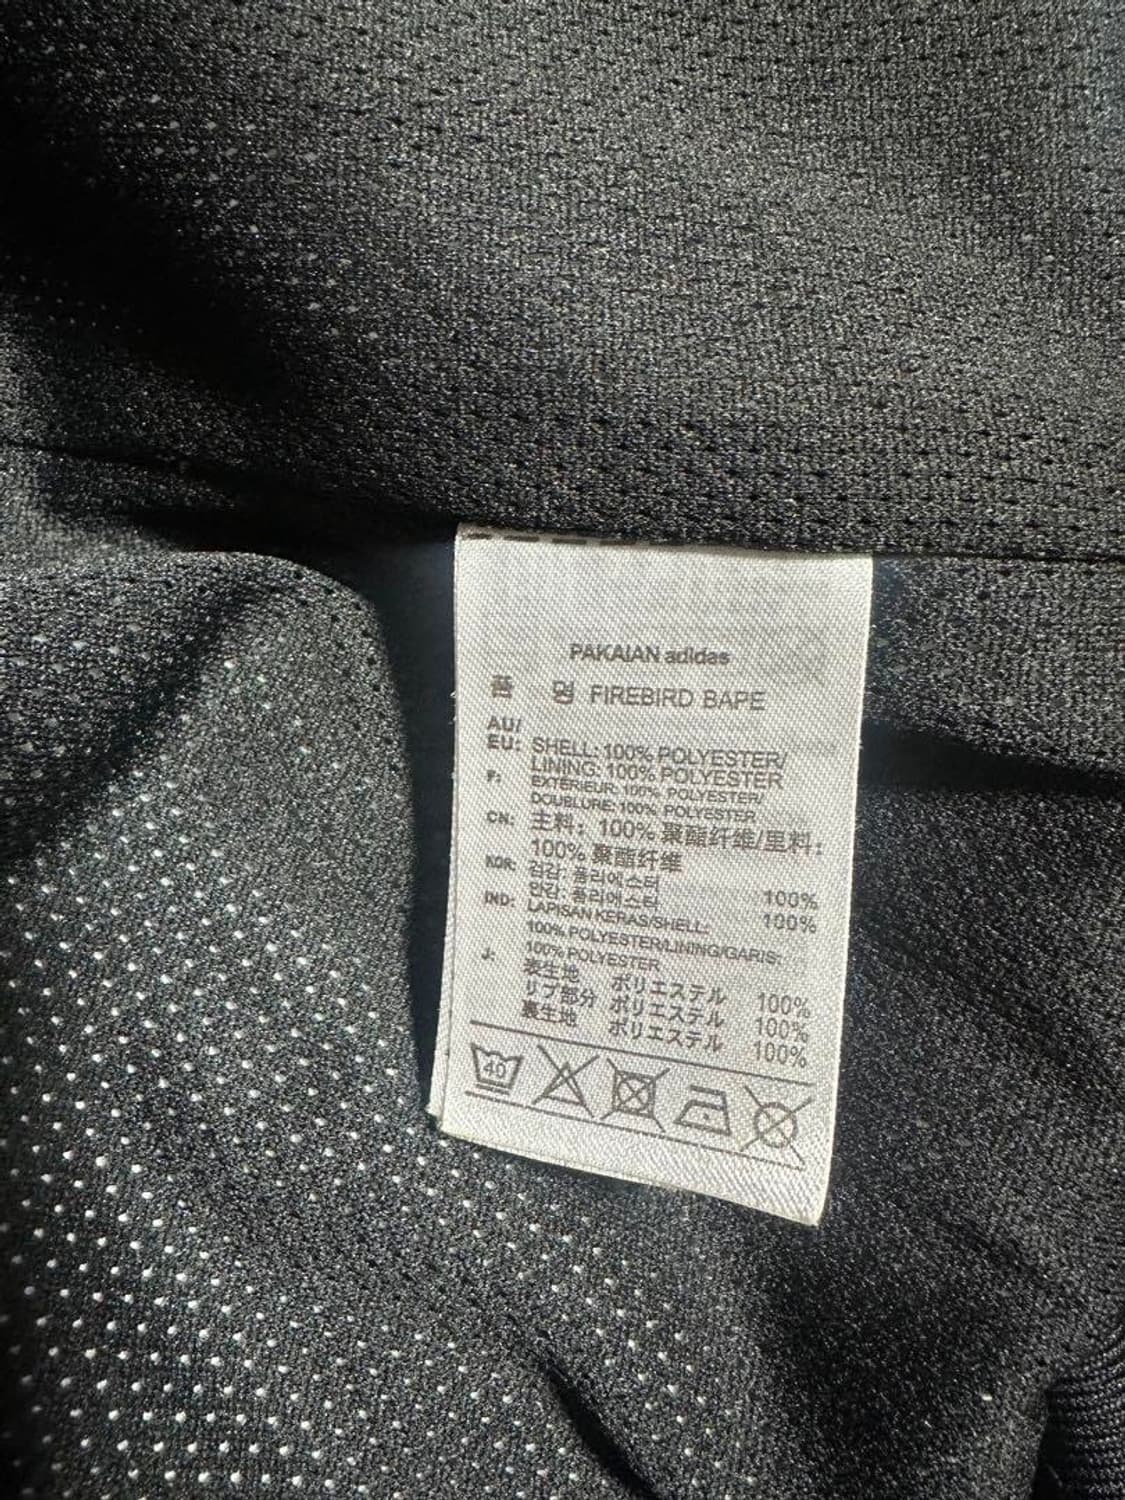 PAKAIAN adidas
품 명 FIREBIRD BAPE
AU/
EU: SHELL: 100% POLYESTER/
LINING: 100% POLYESTER
F: EXTÉRIEUR: 100% POLYESTER/
DOUBLURE: 100% POLYESTER
CN: 主料: 100% 聚酯纤维/里料:
100% 聚酯纤维
KOR: 겉감: 폴리에스터 100%
안감: 폴리에스터 100%
IND: LAPISAN KERAS/SHELL:
100% POLYESTER/LINING/GARIS:
100% POLYESTER
J: 表生地 ポリエステル 100%
リブ部分 ポリエステル 100%
裏生地 ポリエステル 100%
40